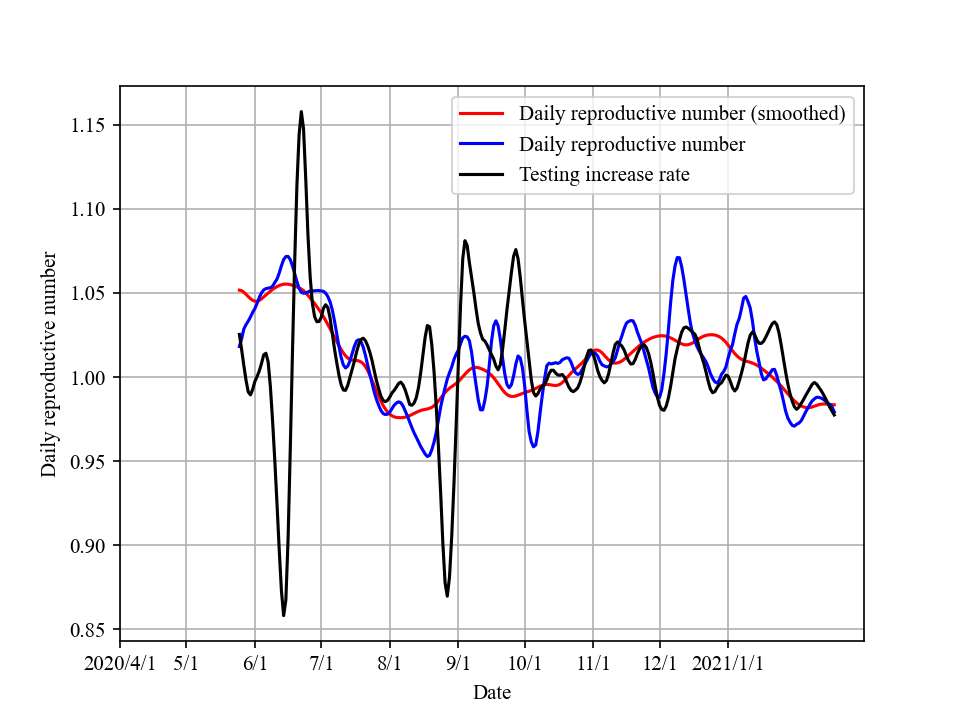 Daily reproductive number (smoothed)
Daily reproductive number
Testing increase rate
Daily reproductive number
1.15
1.10
1.05
1.00
0.95
0.90
0.85
2020/4/1 5/1 6/1 7/1 8/1 9/1 10/1 11/1 12/1 2021/1/1
Date